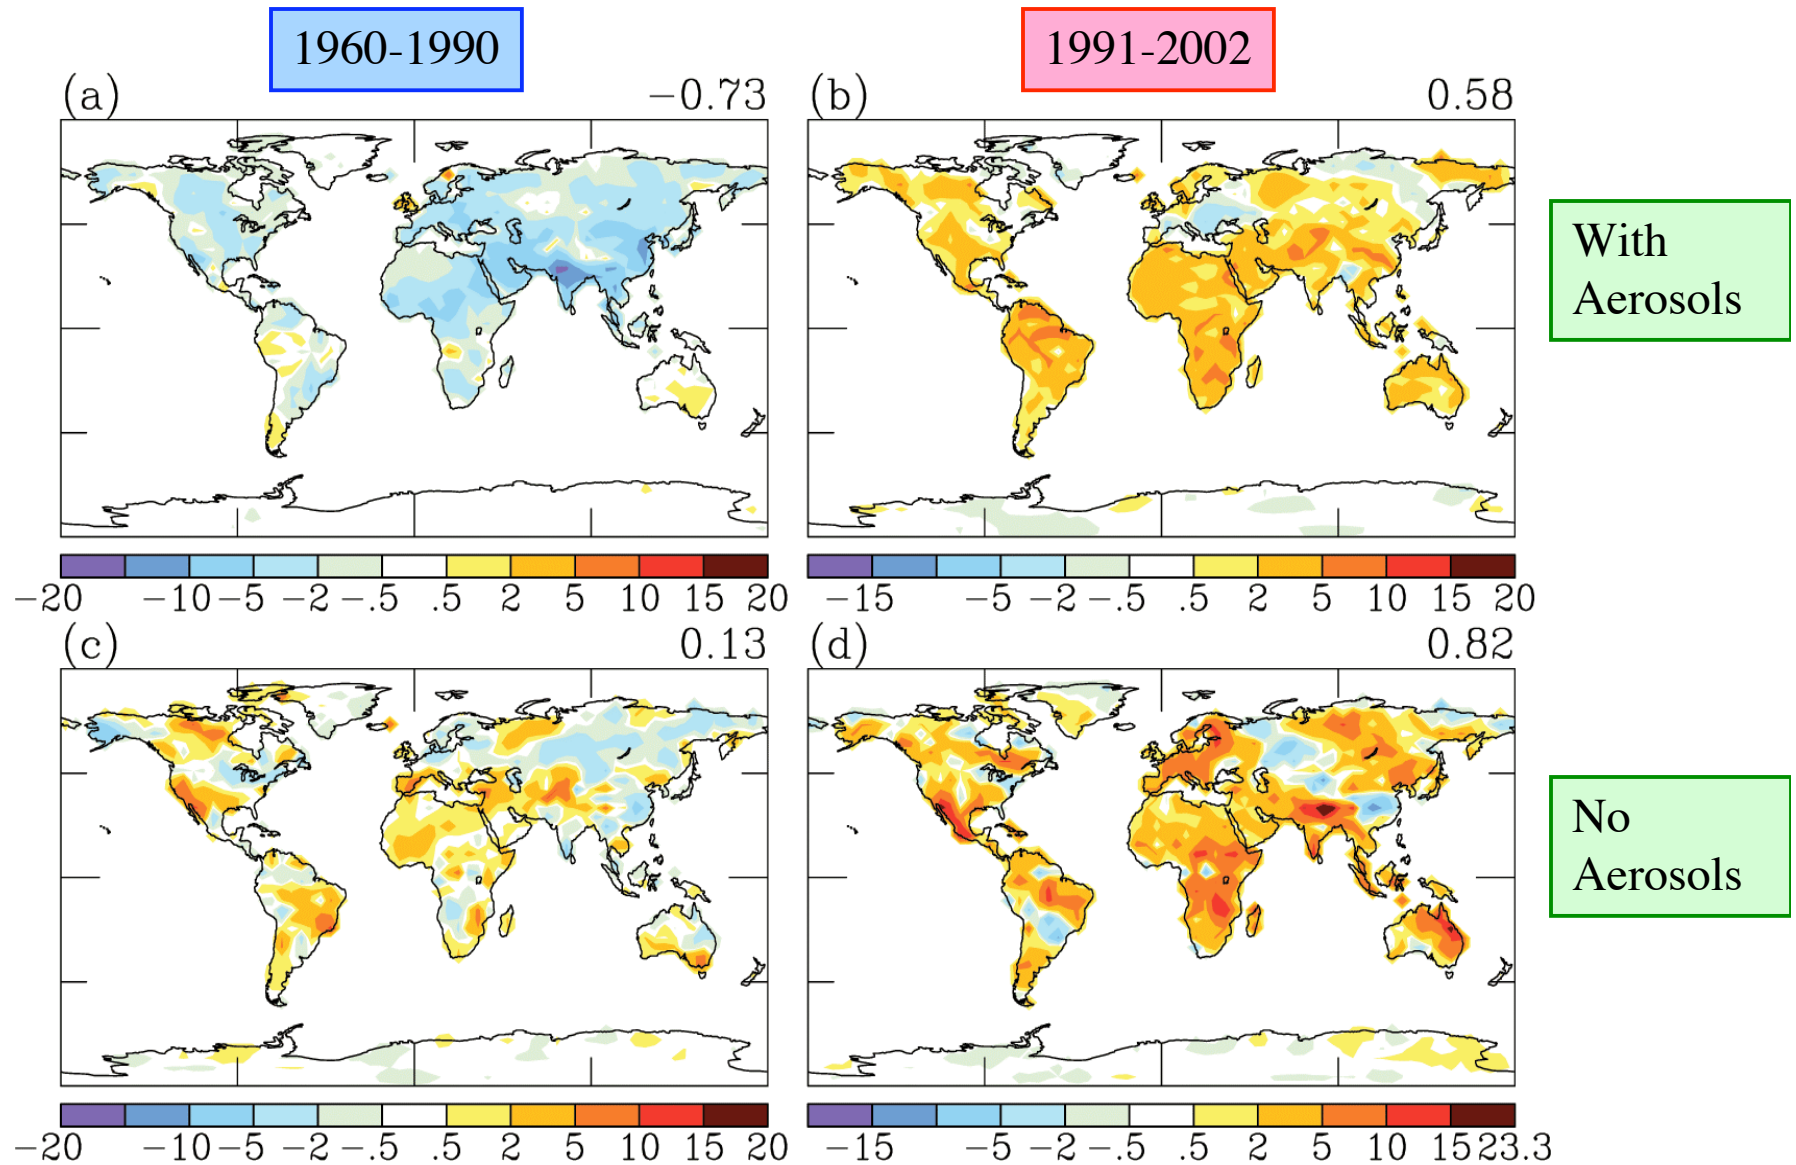 1960-1990
1991-2002
(a) −0.73
(b) 0.58
With
Aerosols
−20 −10 −5 −2 −.5 .5 2 5 10 15 20
−15 −5 −2 −.5 .5 2 5 10 15 20
(c) 0.13
(d) 0.82
No
Aerosols
−20 −10 −5 −2 −.5 .5 2 5 10 15 20
−15 −5 −2 −.5 .5 2 5 10 15 23.3